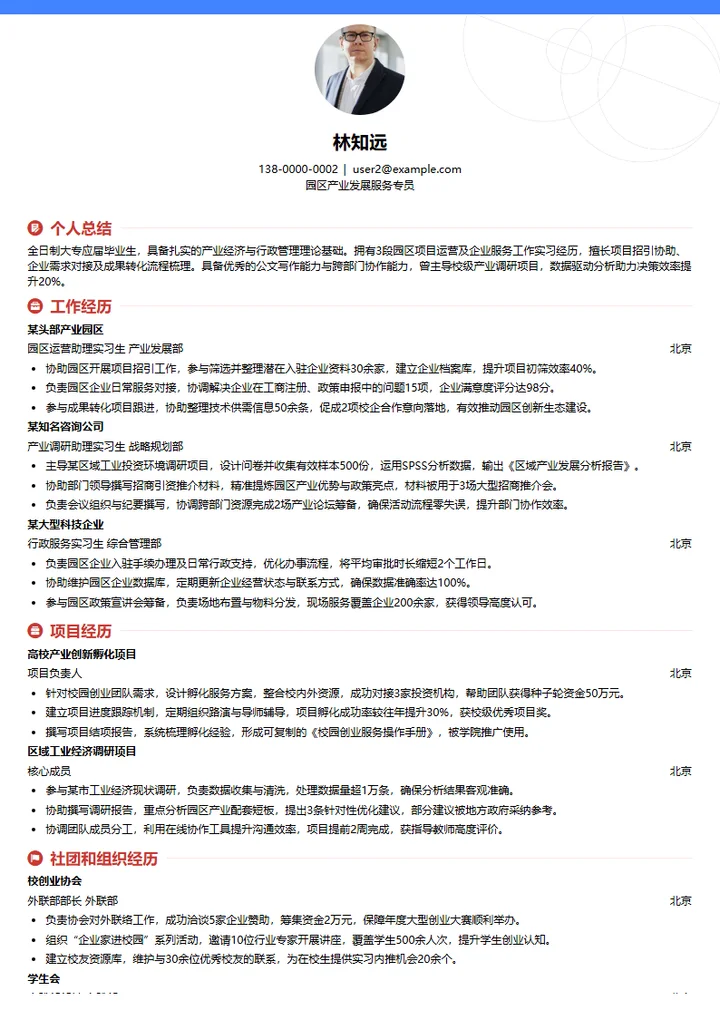 林知远
138-0000-0002 | user2@example.com
园区产业发展服务专员
个人总结
全日制大专应届毕业生，具备扎实的产业经济与行政管理理论基础。拥有3段园区项目运营及企业服务工作实习经历，擅长项目招引协助、
企业需求对接及成果转化流程梳理。具备优秀的公文写作能力与跨部门协作能力，曾主导校级产业调研项目，数据驱动分析助力决策效率提
升20%。
工作经历
某头部产业园区
园区运营助理实习生 产业发展部 北京
• 协助园区开展项目招引工作，参与筛选并整理潜在入驻企业资料30余家，建立企业档案库，提升项目初筛效率40%。
• 负责园区企业日常服务对接，协调解决企业在工商注册、政策申报中的问题15项，企业满意度评分达98分。
• 参与成果转化项目跟进，协助整理技术供需信息50余条，促成2项校企合作意向落地，有效推动园区创新生态建设。
某知名咨询公司
产业调研助理实习生 战略规划部 北京
• 主导某区域工业投资环境调研项目，设计问卷并收集有效样本500份，运用SPSS分析数据，输出《区域产业发展分析报告》。
• 协助部门领导撰写招商引资推介材料，精准提炼园区产业优势与政策亮点，材料被用于3场大型招商推介会。
• 负责会议组织与纪要撰写，协调跨部门资源完成2场产业论坛筹备，确保活动流程零失误，提升部门协作效率。
某大型科技企业
行政服务实习生 综合管理部 北京
• 负责园区企业入驻手续办理及日常行政支持，优化办事流程，将平均审批时长缩短2个工作日。
• 协助维护园区企业数据库，定期更新企业经营状态与联系方式，确保数据准确率达100%。
• 参与园区政策宣讲会筹备，负责场地布置与物料分发，现场服务覆盖企业200余家，获得领导高度认可。
项目经历
高校产业创新孵化项目
项目负责人 北京
• 针对校园创业团队需求，设计孵化服务方案，整合校内外资源，成功对接3家投资机构，帮助团队获得种子轮资金50万元。
• 建立项目进度跟踪机制，定期组织路演与导师辅导，项目孵化成功率较往年提升30%，获校级优秀项目奖。
• 撰写项目结项报告，系统梳理孵化经验，形成可复制的《校园创业服务操作手册》，被学院推广使用。
区域工业经济调研项目
核心成员 北京
• 参与某市工业经济现状调研，负责数据收集与清洗，处理数据量超1万条，确保分析结果客观准确。
• 协助撰写调研报告，重点分析园区产业配套短板，提出3条针对性优化建议，部分建议被地方政府采纳参考。
• 协调团队成员分工，利用在线协作工具提升沟通效率，项目提前2周完成，获指导教师高度评价。
社团和组织经历
校创业协会
外联部部长 外联部 北京
• 负责协会对外联络工作，成功洽谈5家企业赞助，筹集资金2万元，保障年度大型创业大赛顺利举办。
• 组织“企业家进校园”系列活动，邀请10位行业专家开展讲座，覆盖学生500余人次，提升学生创业认知。
• 建立校友资源库，维护与30余位优秀校友的联系，为在校生提供实习内推机会20余个。
学生会